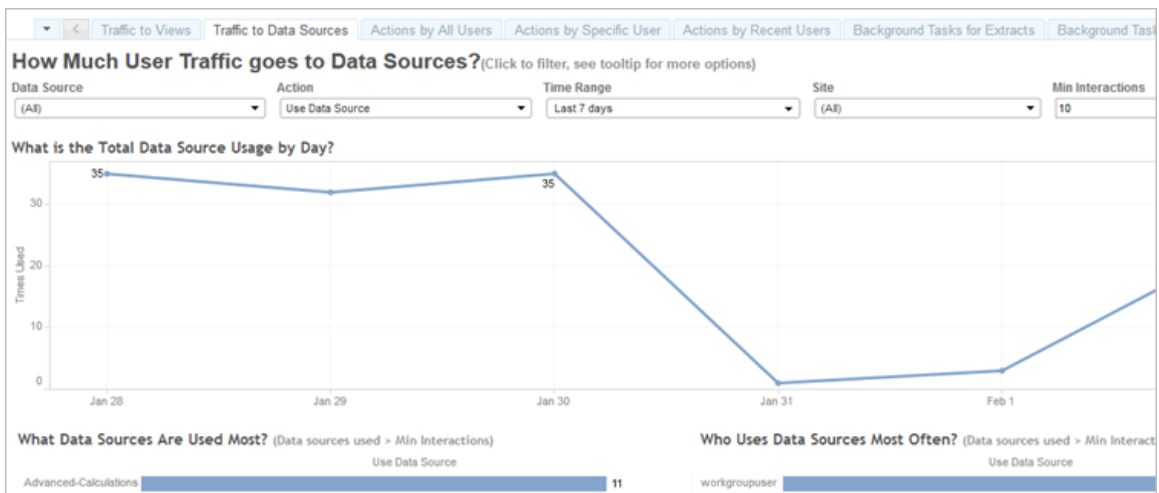 Traffic to Views Traffic to Data Sources Actions by All Users Actions by Specific User Actions by Recent Users Background Tasks for Extracts Background
How Much User Traffic goes to Data Sources?(Click to filter, see tooltip for more options)
Data Source Action Time Range Site Min Interactions
(All) Use Data Source Last 7 days (All) 10
What is the Total Data Source Usage by Day?
35
35
30
20
10
0
Times Used
Jan 28 Jan 29 Jan 30 Jan 31 Feb 1
What Data Sources Are Used Most? (Data sources used > Min Interactions) Who Uses Data Sources Most Often? (Data sources used > Min
Use Data Source Use Data Source
Advanced-Calculations 11 workgroupuser